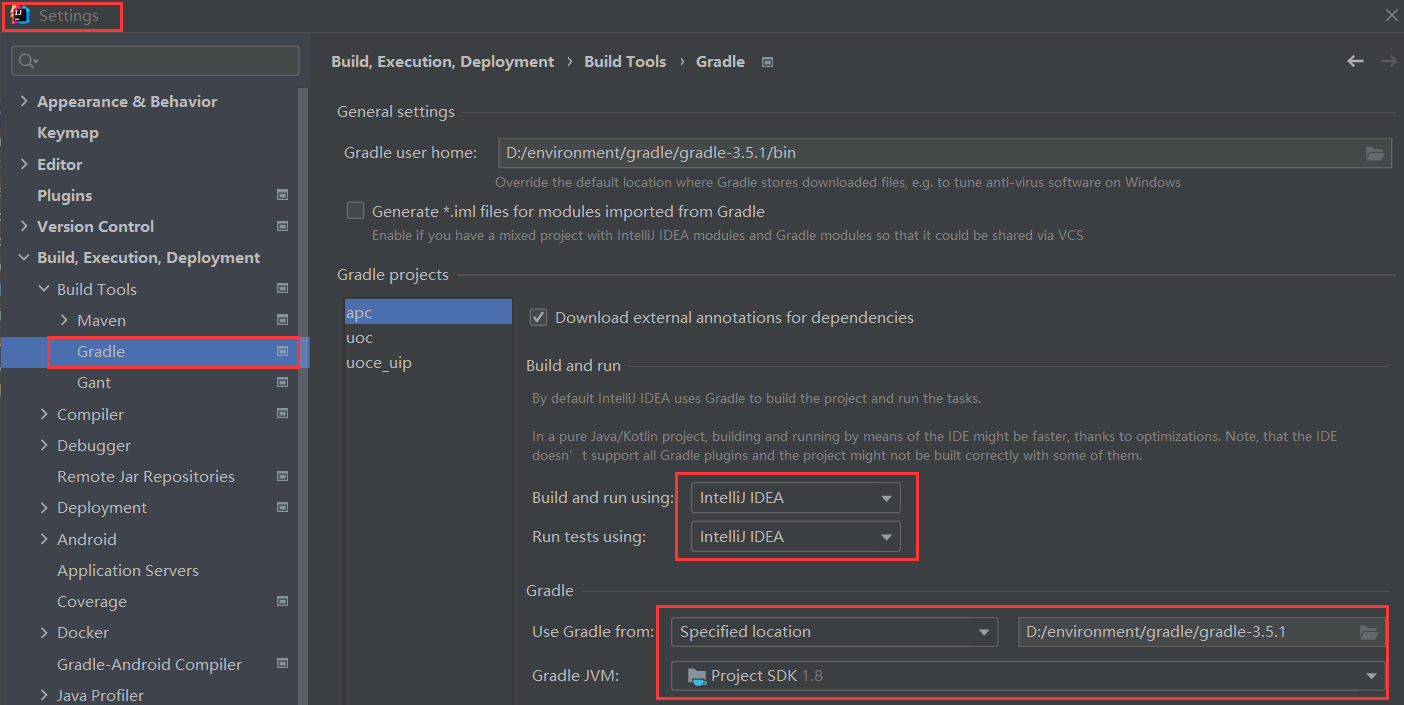 Settings
Appearance & Behavior
Keymap
Editor
Plugins
Version Control
Build, Execution, Deployment
Build Tools
Maven
Gradle
Gant
Compiler
Debugger
Remote Jar Repositories
Deployment
Android
Application Servers
Coverage
Docker
Gradle-Android Compiler
Java Profiler
Build, Execution, Deployment › Build Tools › Gradle
General settings
Gradle user home: D:/environment/gradle/gradle-3.5.1/bin
Override the default location where Gradle stores downloaded files, e.g. to tune anti-virus software on Windows
Generate *.iml files for modules imported from Gradle
Enable if you have a mixed project with IntelliJ IDEA modules and Gradle modules so that it could be shared via VCS
Gradle projects
apc
uoc
uoce_uip
Download external annotations for dependencies
Build and run
By default IntelliJ IDEA uses Gradle to build the project and run the tasks.
In a pure Java/Kotlin project, building and running by means of the IDE might be faster, thanks to optimizations. Note, that the IDE
doesn’t support all Gradle plugins and the project might not be built correctly with some of them.
Build and run using: IntelliJ IDEA
Run tests using: IntelliJ IDEA
Gradle
Use Gradle from: Specified location D:/environment/gradle/gradle-3.5.1
Gradle JVM: Project SDK 1.8